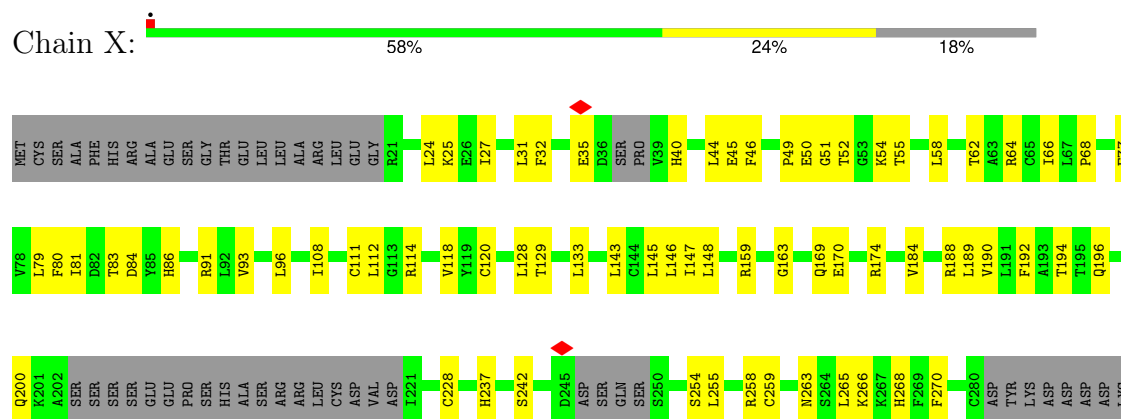 Chain X:
58% 24% 18%
MET CYS SER ALA PHE HIS ARG ALA GLU SER GLY THR GLU LEU LEU ALA ARG LEU GLU GLY R21 L24 K25 E26 I27 L31 F32 E35 D36 SER PRO V39 H40 L44 E45 F46 P49 E50 G51 T52 G53 K54 T55 L58 T62 A63 R64 C65 I66 L67 P68
V78 L79 F80 I81 D82 T83 D84 Y85 H86 R91 L92 V93 L96 I108 C111 L112 G113 R114 V118 Y119 C120 L128 T129 L133 L143 C144 L145 L146 I147 L148 R159 G163 Q169 E170 R174 V184 R188 L189 V190 L191 F192 A193 T194 T195 Q196
Q200 K201 A202 SER SER SER SER GLU GLU PRO SER HIS ALA SER ARG ARG LEU CYS ASP VAL ASP I221 C228 H237 S242 D245 ASP SER GLN SER S250 S254 L255 R258 C259 N263 S264 L265 K266 K267 H268 F269 F270 C280 ASP TYR LYS ASP ASP ASP ASP